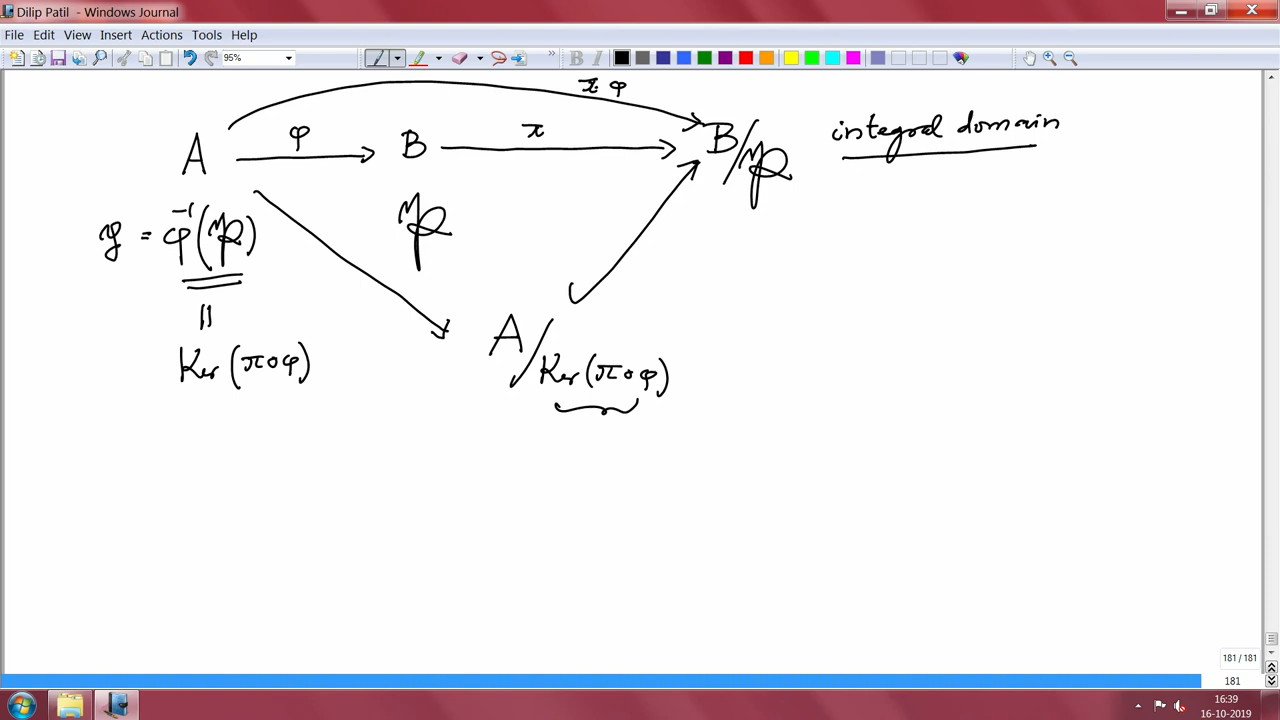 Dilip Patil - Windows Journal
File Edit View Insert Actions Tools Help
95%
π φ
A φ B π B/𝔓 integral domain
𝔮 = φ⁻¹(𝔓) 𝔓
||
Ker(π∘φ) A/Ker(π∘φ)
181 / 181
181
16:39
16-10-2019